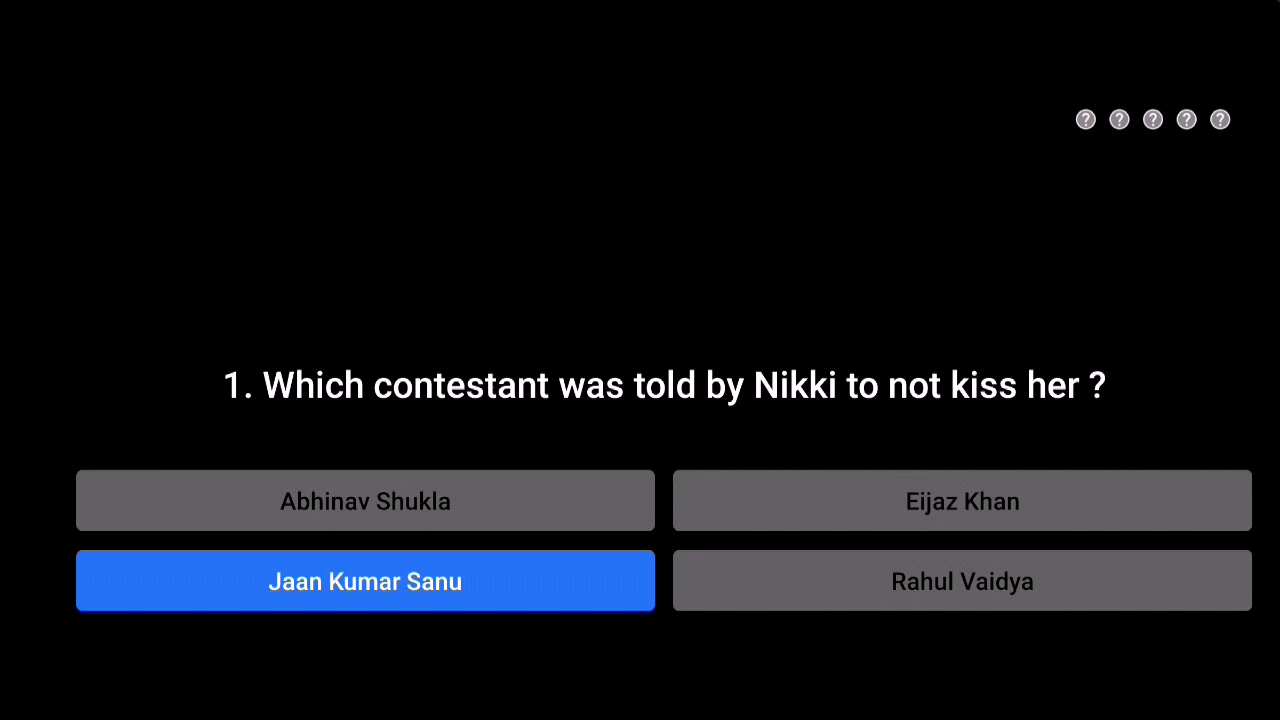 ? ? ? ? ?
1. Which contestant was told by Nikki to not kiss her ?
Abhinav Shukla
Eijaz Khan
Jaan Kumar Sanu
Rahul Vaidya